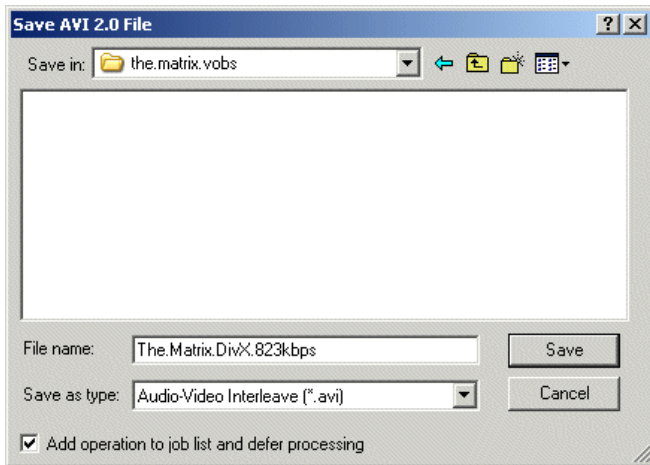 Save AVI 2.0 File
Save in: the.matrix.vobs
File name: The.Matrix.DivX.823kbps Save
Save as type: Audio-Video Interleave (*.avi) Cancel
Add operation to job list and defer processing